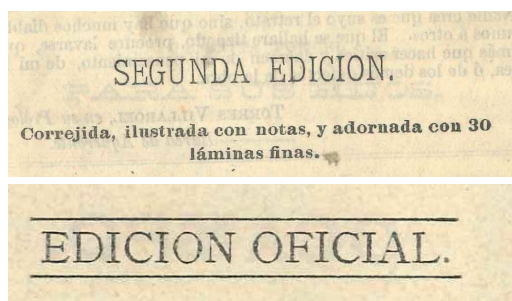 SEGUNDA EDICION.
Correjida, ilustrada con notas, y adornada con 30
láminas finas.
EDICION OFICIAL.